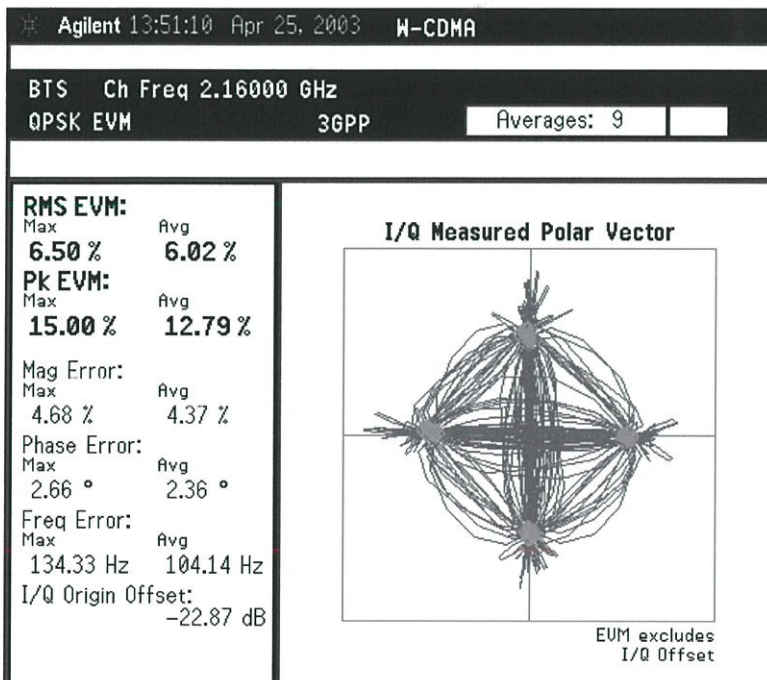 Agilent 13:51:10 Apr 25, 2003 W-CDMA
BTS Ch Freq 2.16000 GHz
QPSK EVM 3GPP Averages: 9
RMS EVM:
Max Avg
6.50 % 6.02 %
Pk EVM:
Max Avg
15.00 % 12.79 %
Mag Error:
Max Avg
4.68 % 4.37 %
Phase Error:
Max Avg
2.66 ° 2.36 °
Freq Error:
Max Avg
134.33 Hz 104.14 Hz
I/Q Origin Offset:
-22.87 dB
I/Q Measured Polar Vector
EVM excludes
I/Q Offset